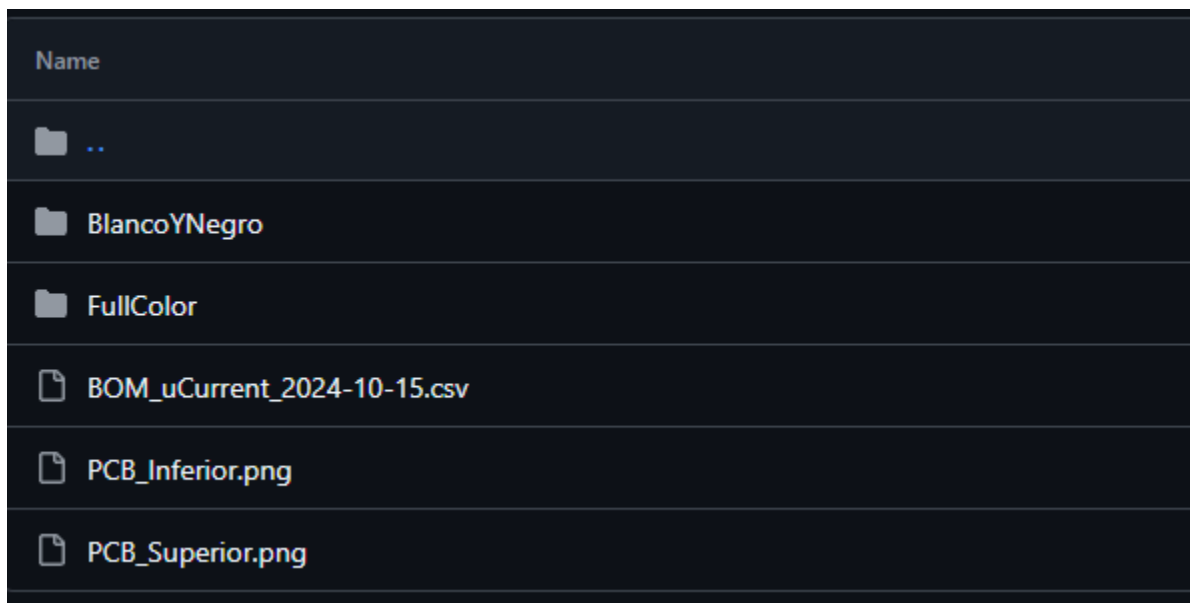 Name
..
BlancoYNegro
FullColor
BOM_uCurrent_2024-10-15.csv
PCB_Inferior.png
PCB_Superior.png